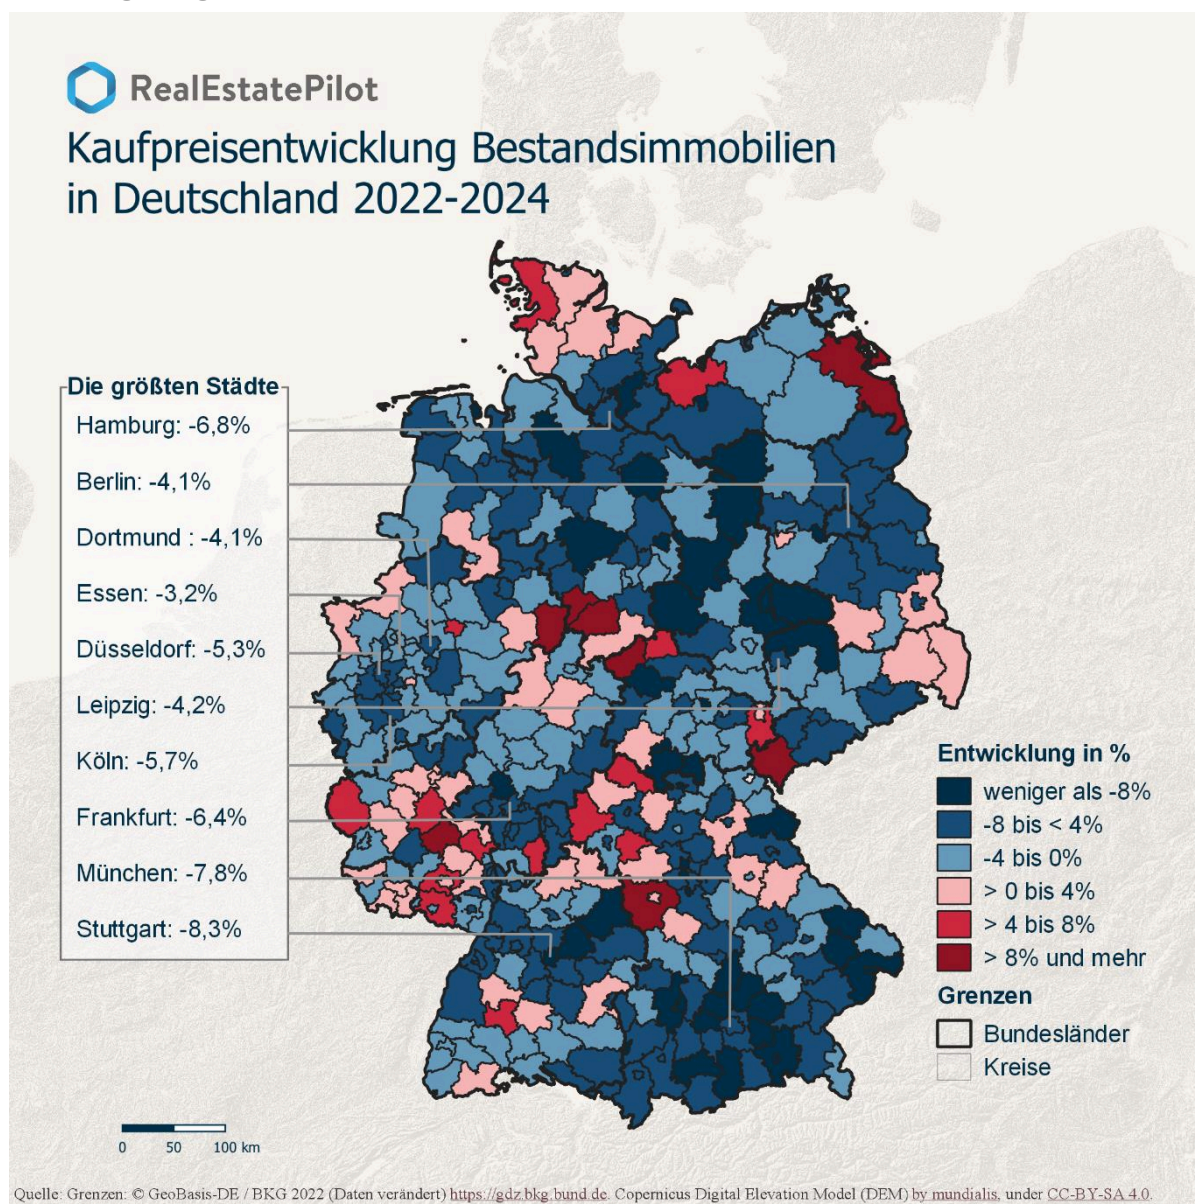 RealEstatePilot
Kaufpreisentwicklung Bestandsimmobilien
in Deutschland 2022-2024
Die größten Städte
Hamburg: -6,8%
Berlin: -4,1%
Dortmund : -4,1%
Essen: -3,2%
Düsseldorf: -5,3%
Leipzig: -4,2%
Köln: -5,7%
Frankfurt: -6,4%
München: -7,8%
Stuttgart: -8,3%
Entwicklung in %
weniger als -8%
-8 bis < 4%
-4 bis 0%
> 0 bis 4%
> 4 bis 8%
> 8% und mehr
Grenzen
Bundesländer
Kreise
0 50 100 km
Quelle: Grenzen: © GeoBasis-DE / BKG 2022 (Daten verändert) https://gdz.bkg.bund.de. Copernicus Digital Elevation Model (DEM) by mundialis, under CC-BY-SA 4.0.